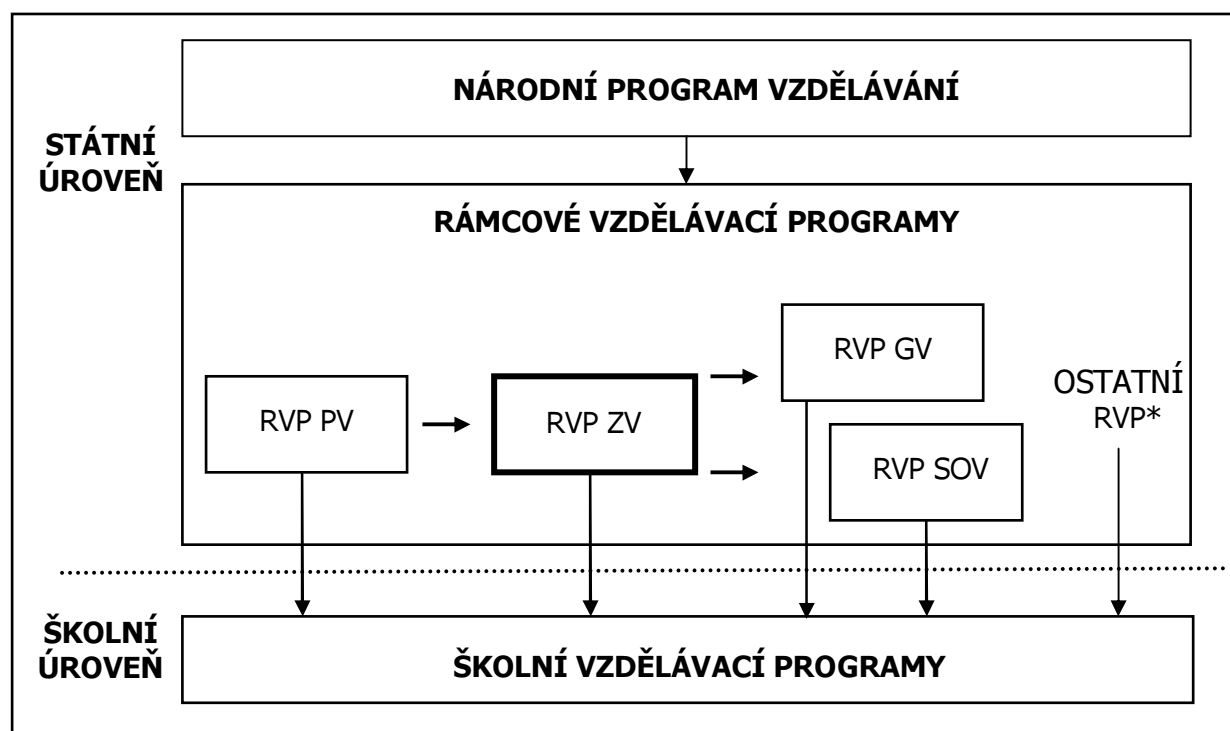 NÁRODNÍ PROGRAM VZDĚLÁVÁNÍ
STÁTNÍ
ÚROVEŇ
RÁMCOVÉ VZDĚLÁVACÍ PROGRAMY
RVP PV
RVP ZV
RVP GV
RVP SOV
OSTATNÍ
RVP*
ŠKOLNÍ
ÚROVEŇ
ŠKOLNÍ VZDĚLÁVACÍ PROGRAMY